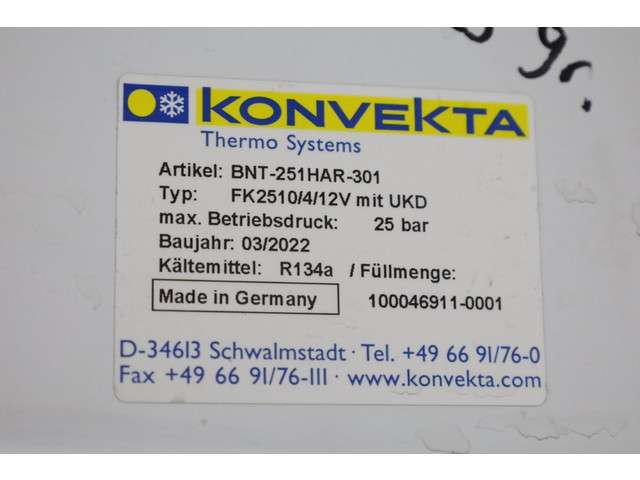 gr.
KONVEKTA
Thermo Systems
Artikel: BNT-251HAR-301
Typ: FK2510/4/12V mit UKD
max. Betriebsdruck: 25 bar
Baujahr: 03/2022
Kältemittel: R134a / Füllmenge:
Made in Germany 100046911-0001
D-34613 Schwalmstadt · Tel. +49 66 91/76-0
Fax +49 66 91/76-111 · www.konvekta.com